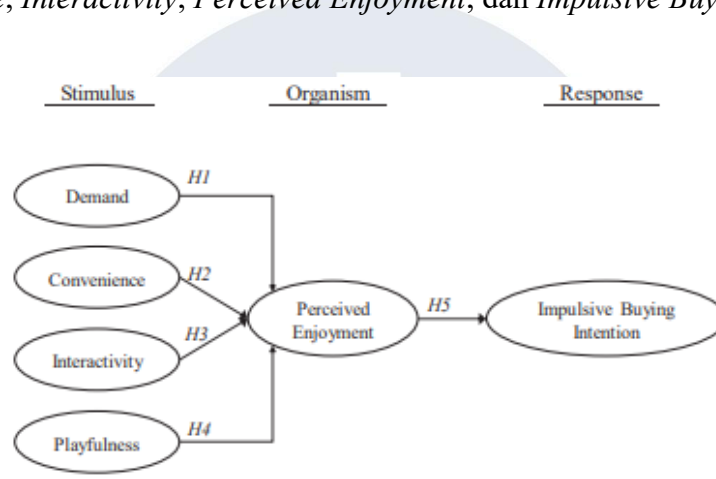 Interactivity, Perceived Enjoyment, dan Impulsive Buy
Stimulus
Organism
Response
H1
Demand
Convenience
H2
Perceived
Enjoyment
H5
Impulsive Buying
Intention
H3
Interactivity
H4
Playfulness